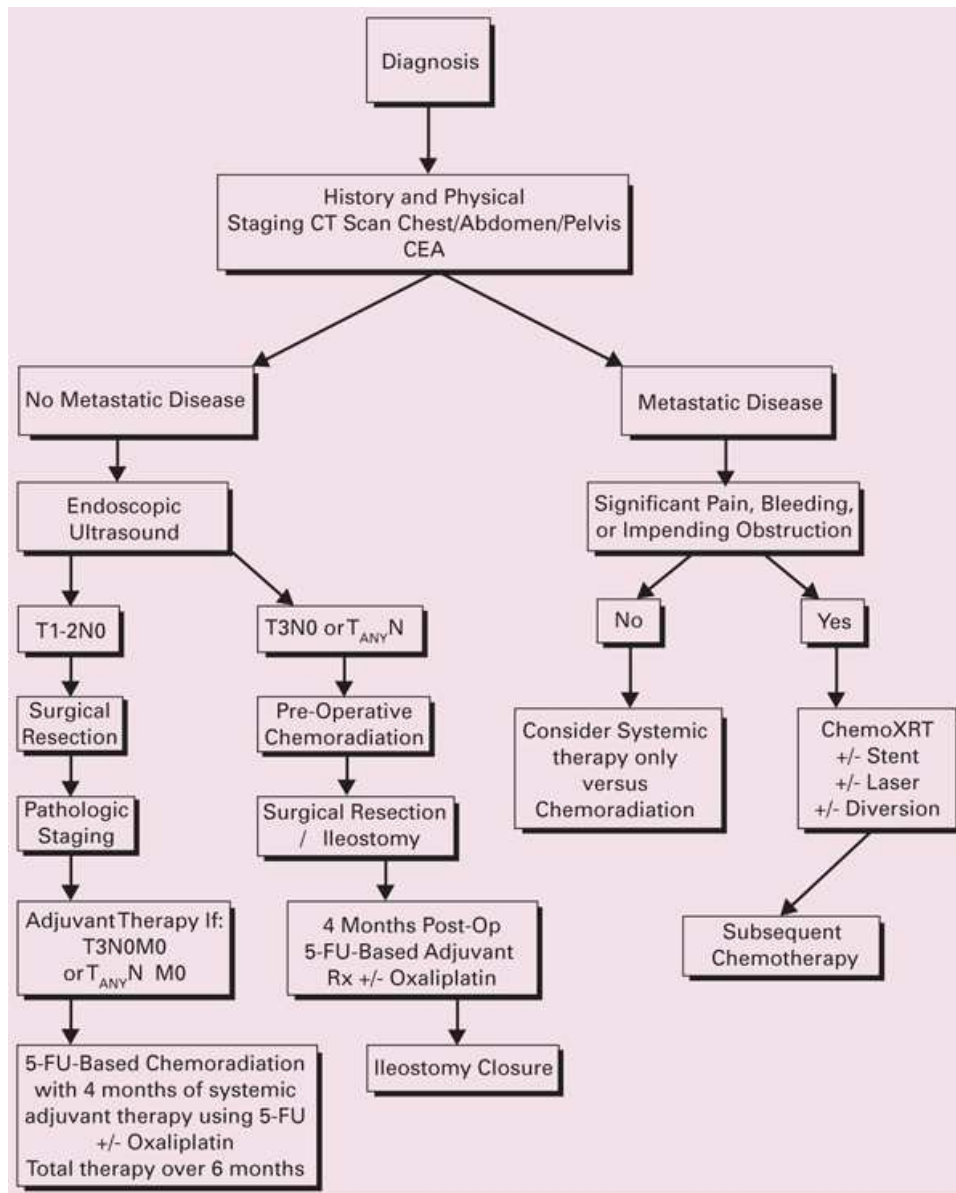 Diagnosis
History and Physical
Staging CT Scan Chest/Abdomen/Pelvis
CEA
No Metastatic Disease
Metastatic Disease
Endoscopic
Ultrasound
Significant Pain, Bleeding,
or Impending Obstruction
T1-2N0
T3N0 or TANYN
No
Yes
Surgical
Resection
Pre-Operative
Chemoradiation
Consider Systemic
therapy only
versus
Chemoradiation
ChemoXRT
+/- Stent
+/- Laser
+/- Diversion
Pathologic
Staging
Surgical Resection
/ Ileostomy
Adjuvant Therapy If:
T3N0M0
or TANYN M0
4 Months Post-Op
5-FU-Based Adjuvant
Rx +/- Oxaliplatin
Subsequent
Chemotherapy
5-FU-Based Chemoradiation
with 4 months of systemic
adjuvant therapy using 5-FU
+/- Oxaliplatin
Total therapy over 6 months
Ileostomy Closure